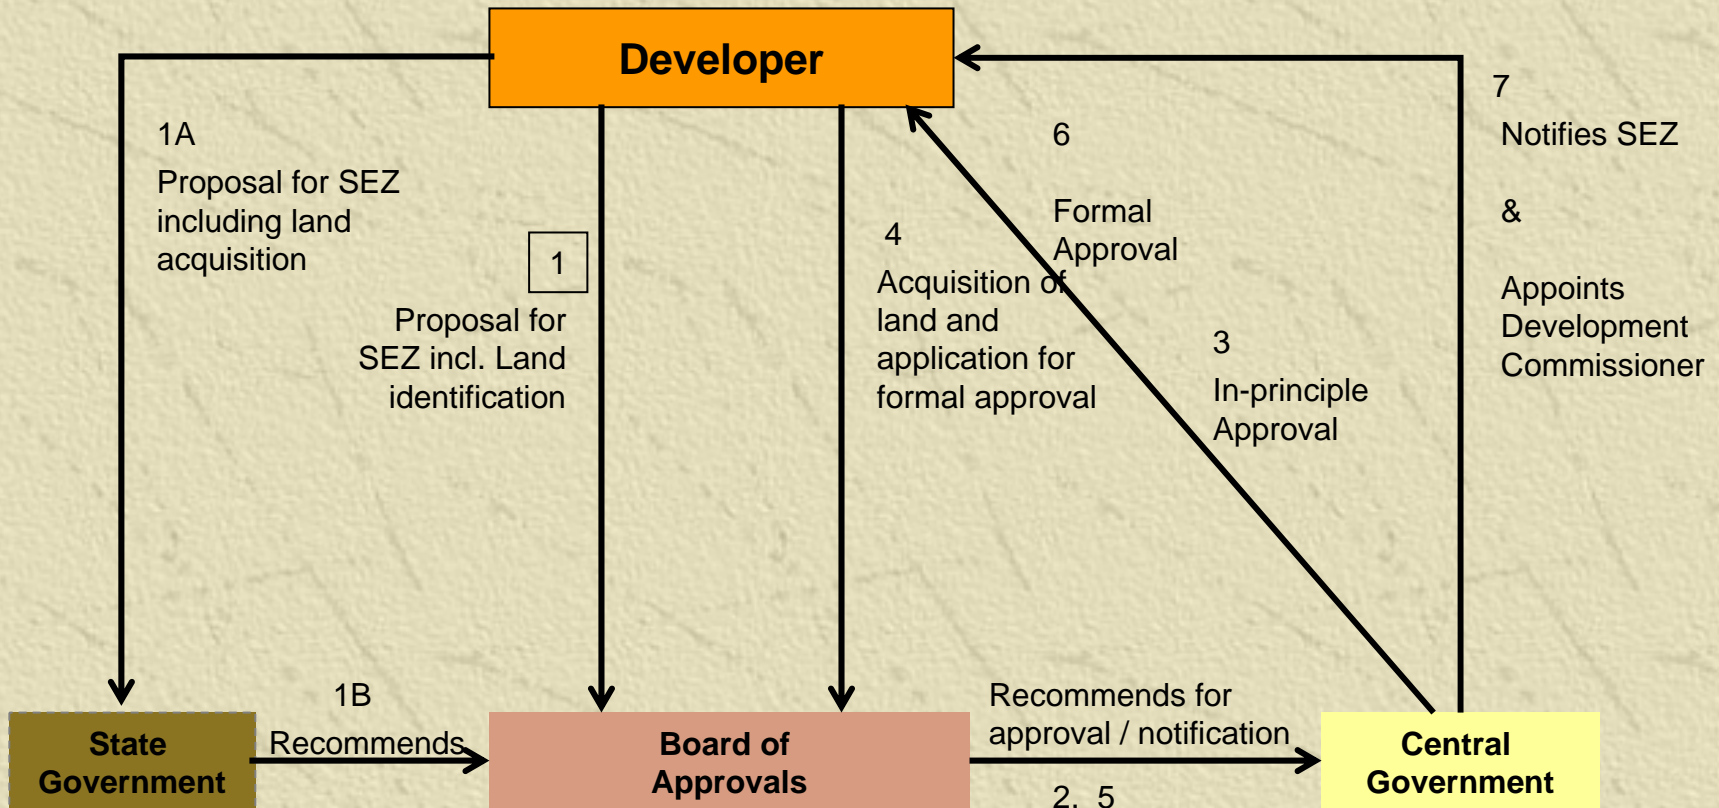 Developer
1A
Proposal for SEZ
including land
acquisition
1
Proposal for
SEZ incl. Land
identification
4
Acquisition of
land and
application for
formal approval
6
Formal
Approval
3
In-principle
Approval
7
Notifies SEZ
&
Appoints
Development
Commissioner
State
Government
1B
Recommends
Board of
Approvals
Recommends for
approval / notification
2, 5
Central
Government